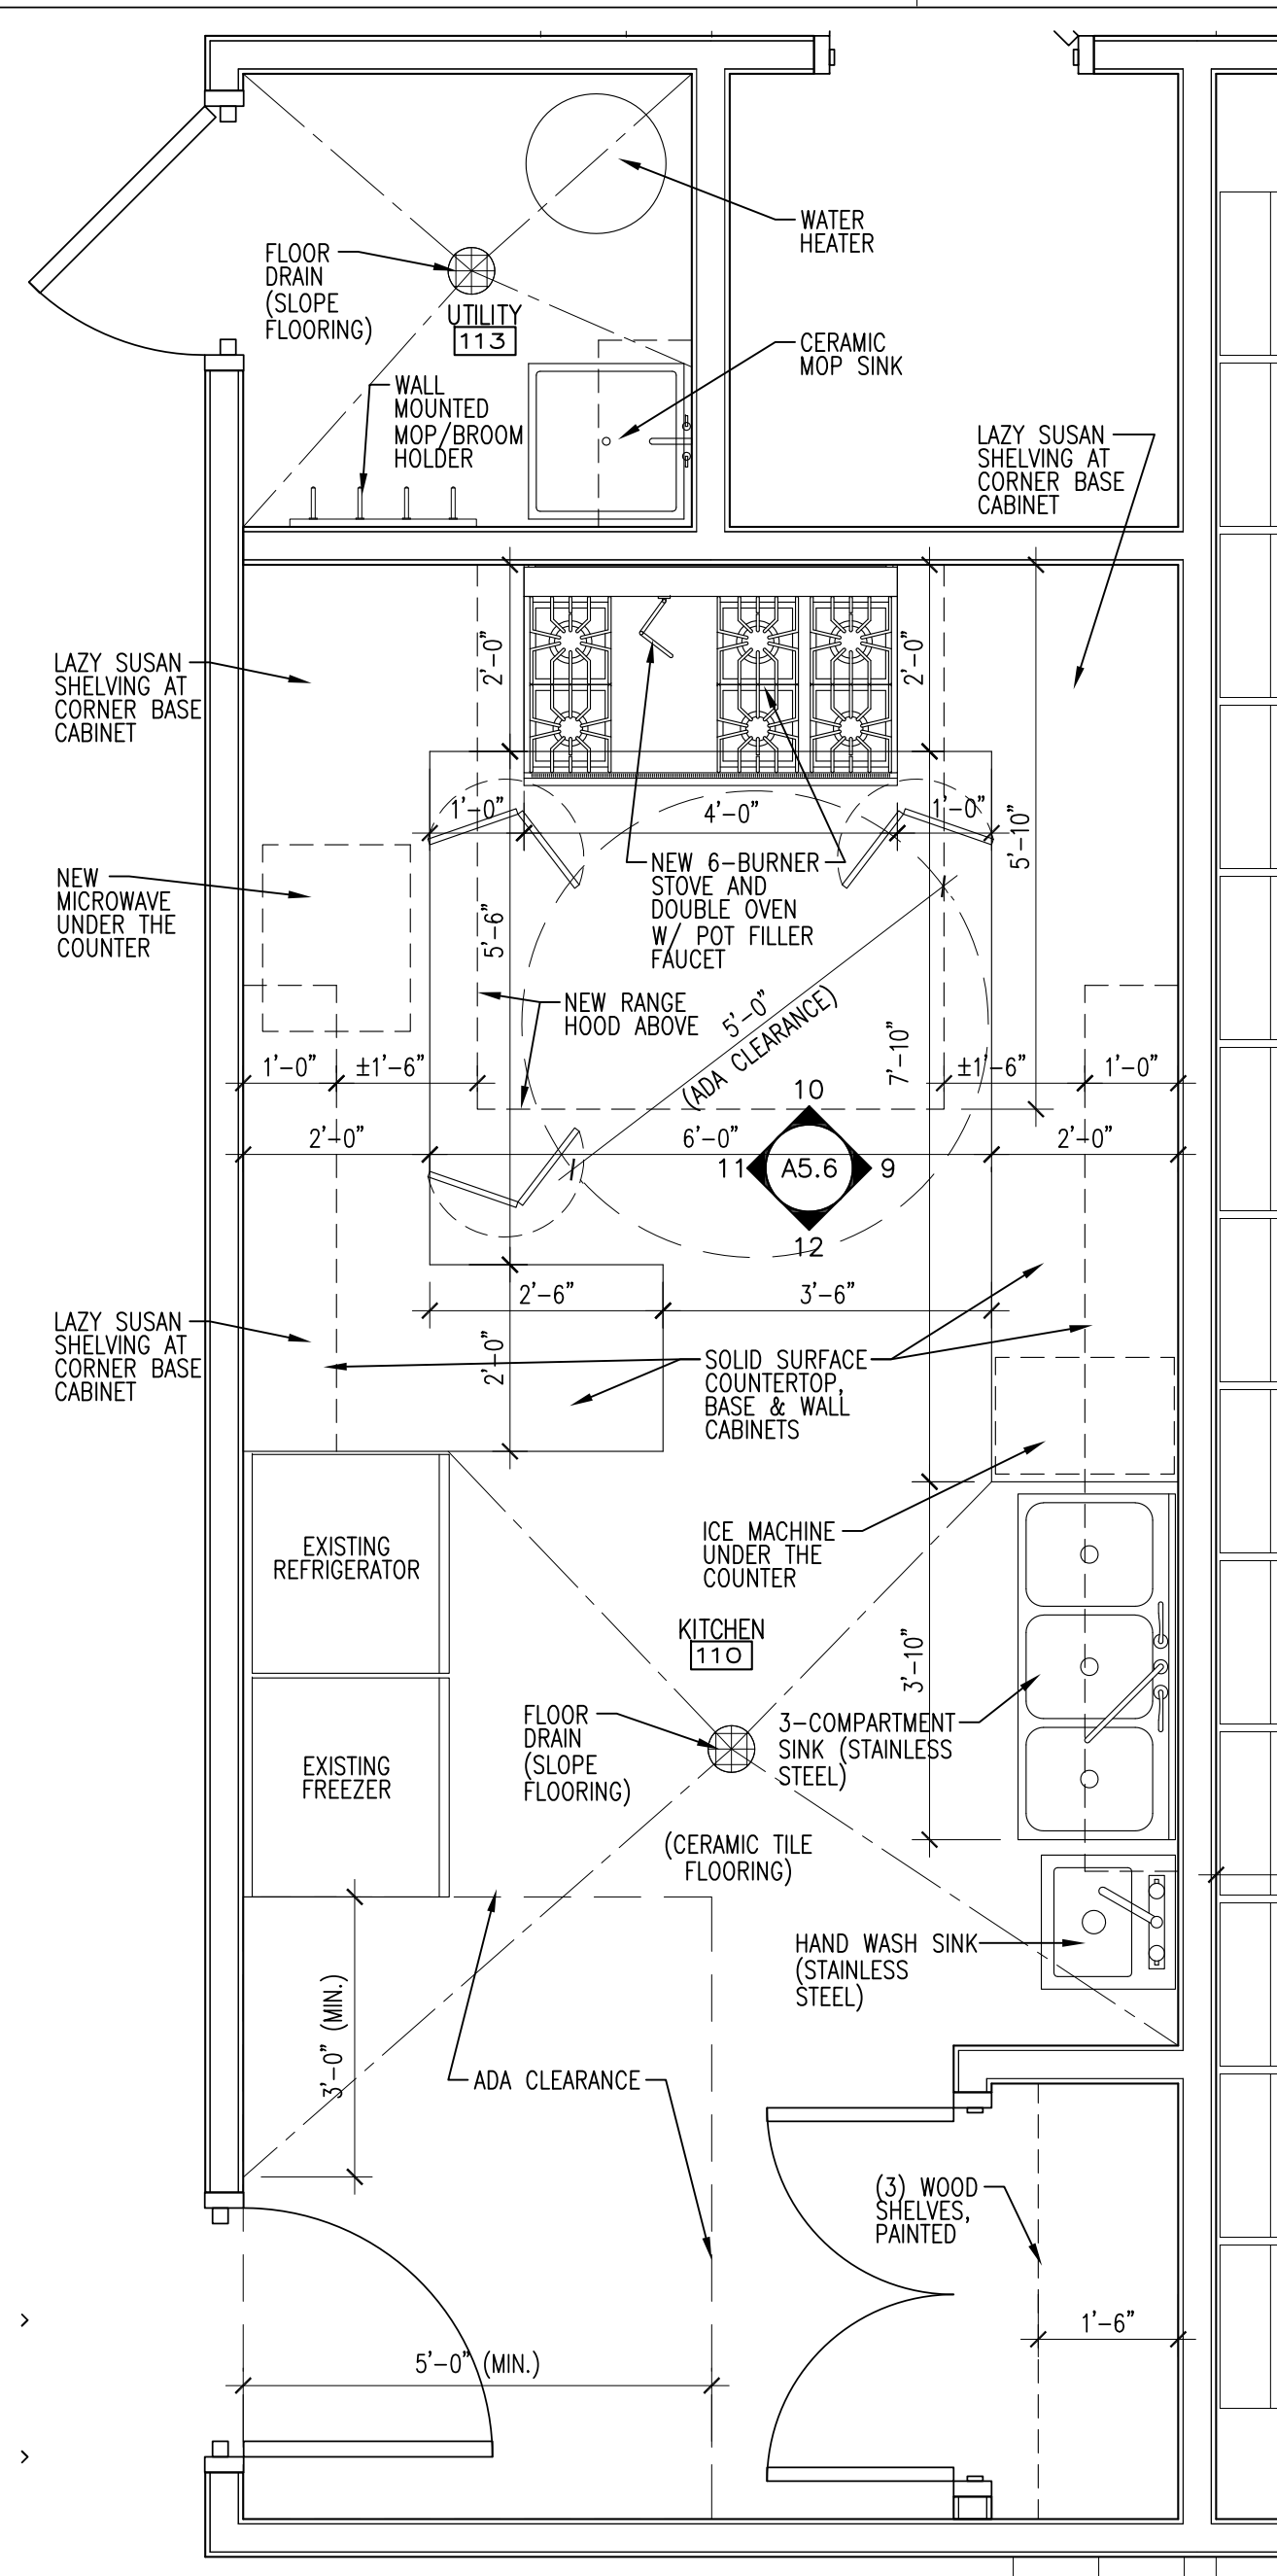 WATER
HEATER
FLOOR
DRAIN
(SLOPE
FLOORING)
UTILITY
113
CERAMIC
MOP SINK
WALL
MOUNTED
MOP/BROOM
HOLDER
LAZY SUSAN
SHELVING AT
CORNER BASE
CABINET
2'-0"
2'-0"
LAZY SUSAN
SHELVING AT
CORNER BASE
CABINET
1'-0"
4'-0"
1'-0"
5'-10"
NEW
MICROWAVE
UNDER THE
COUNTER
NEW 6-BURNER
STOVE AND
DOUBLE OVEN
W/ POT FILLER
FAUCET
5'-6"
NEW RANGE
HOOD ABOVE
5'-0"
(ADA CLEARANCE)
7'-10"
1'-0"
±1'-6"
±1'-6"
1'-0"
10
2'-0"
6'-0"
11
A5.6
9
2'-0"
12
2'-6"
3'-6"
LAZY SUSAN
SHELVING AT
CORNER BASE
CABINET
2'-0"
SOLID SURFACE
COUNTERTOP,
BASE & WALL
CABINETS
EXISTING
REFRIGERATOR
ICE MACHINE
UNDER THE
COUNTER
KITCHEN
110
3'-10"
FLOOR
DRAIN
(SLOPE
FLOORING)
3-COMPARTMENT
SINK (STAINLESS
STEEL)
EXISTING
FREEZER
(CERAMIC TILE
FLOORING)
HAND WASH SINK
(STAINLESS
STEEL)
3'-0" (MIN.)
ADA CLEARANCE
(3) WOOD
SHELVES,
PAINTED
1'-6"
5'-0" (MIN.)